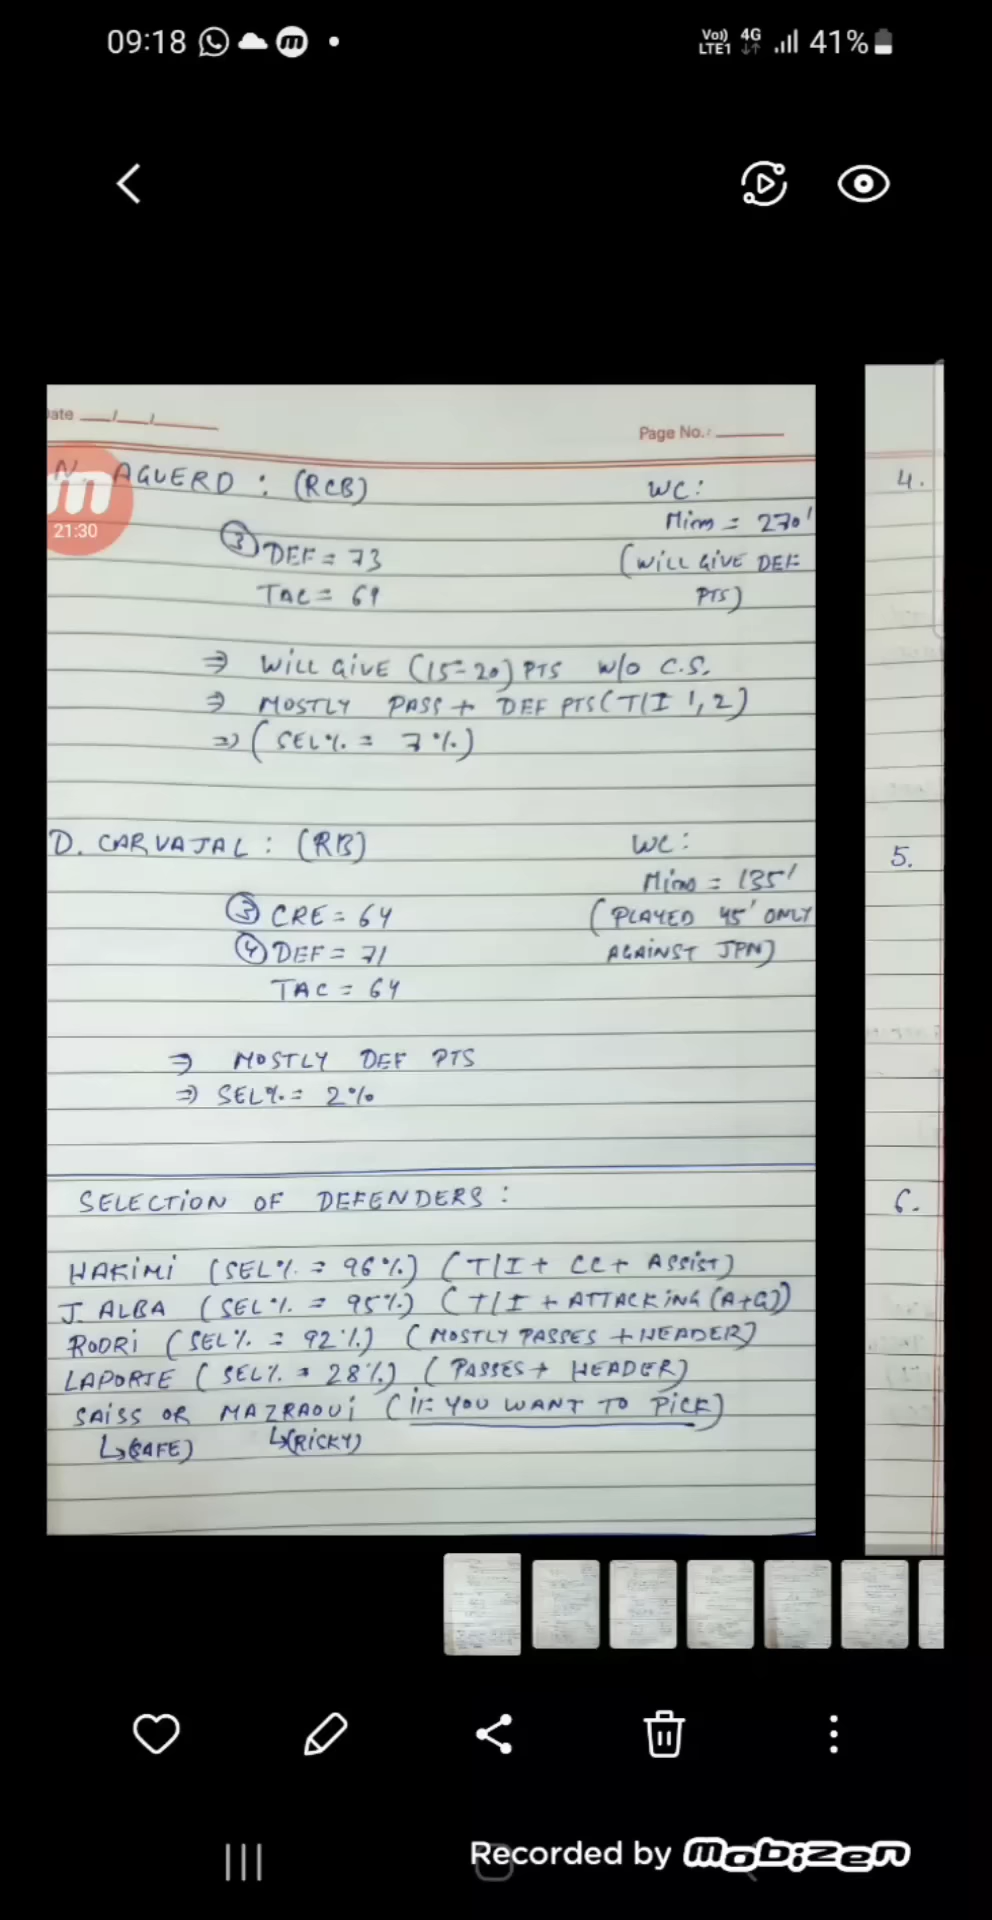 09:18 m • Vo)) LTE1 4G 41%
Date __/__/__
Page No.:
N. AGUERD : (RCB) WC: 4.
m
21:30
Mins = 270'
③ DEF = 73 (WILL GIVE DEF
TAC = 69 PTS)
⇒ WILL GIVE (15-20) PTS W/O C.S.
⇒ MOSTLY PASS + DEF PTS (T/I 1,2)
⇒ (SEL% = 7%)
D. CARVAJAL : (RB) WC: 5.
Mins = 135'
③ CRE = 64 (PLAYED 45' ONLY
④ DEF = 71 AGAINST JPN)
TAC = 64
⇒ MOSTLY DEF PTS
⇒ SEL% = 2%
SELECTION OF DEFENDERS : 6.
HAKIMI (SEL% = 96%) (T/I + CC + ASSIST)
J. ALBA (SEL% = 95%) (T/I + ATTACKING (A+G))
RODRI (SEL% = 92%) (MOSTLY PASSES + HEADER)
LAPORTE (SEL% = 28%) (PASSES + HEADER)
SAISS OR MAZRAOUI (IF YOU WANT TO PICK)
↳(SAFE) ↳(RICKY)
Recorded by mobizen